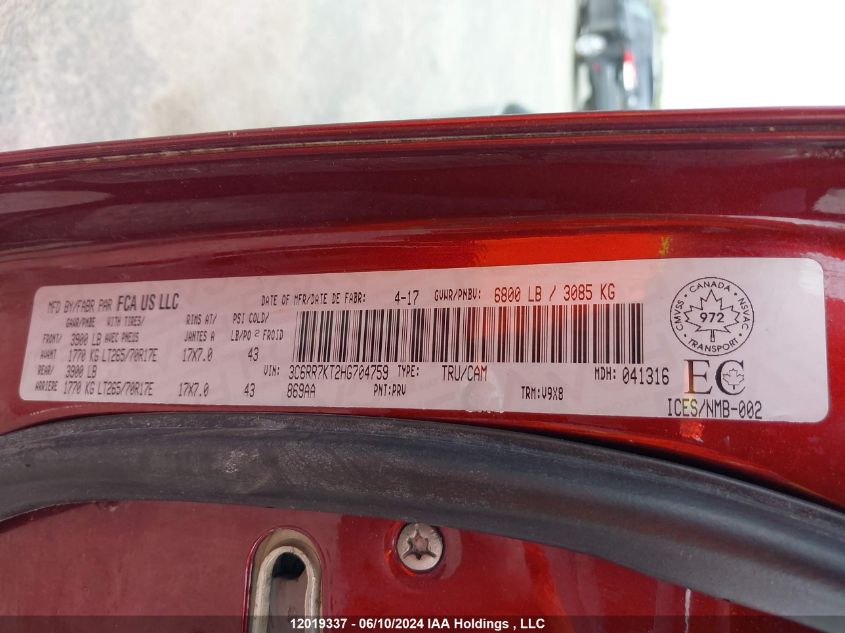 MFD BY/FABR PAR FCA US LLC
DATE OF MFR/DATE DE FABR: 4-17 GVWR/PNBV: 6800 LB / 3085 KG
GAWR/PNBE WITH TIRES/ RIMS AT/ PSI COLD/
FRONT/ 3900 LB AVEC PNEUS JANTES A LB/PO² FROID
AVANT 1770 KG LT265/70R17E 17X7.0 43
REAR/ 3900 LB
ARRIERE 1770 KG LT265/70R17E 17X7.0 43
VIN: 3C6RR7KT2HG704759 TYPE: TRU/CAM MDH: 041316
869AA PNT: PRV TRM: V9X8
CMVSS • CANADA • NSVAC
972
TRANSPORT
EC
ICES/NMB-002
12019337 - 06/10/2024 IAA Holdings , LLC